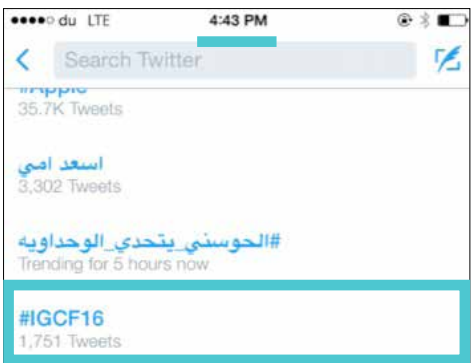 du LTE 4:43 PM
Search Twitter
#Apple
35.7K Tweets
اسعد امي
3,302 Tweets
#الحوسني_يتحدي_الوحداويه
Trending for 5 hours now
#IGCF16
1,751 Tweets